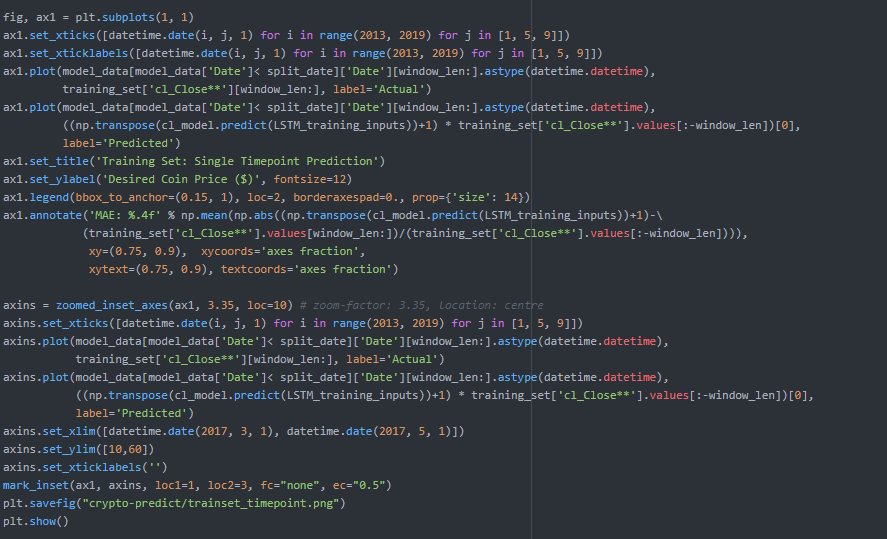 fig, ax1 = plt.subplots(1, 1)
ax1.set_xticks([datetime.date(i, j, 1) for i in range(2013, 2019) for j in [1, 5, 9]])
ax1.set_xticklabels([datetime.date(i, j, 1) for i in range(2013, 2019) for j in [1, 5, 9]])
ax1.plot(model_data[model_data['Date']< split_date]['Date'][window_len:].astype(datetime.datetime),
         training_set['cl_Close**'][window_len:], label='Actual')
ax1.plot(model_data[model_data['Date']< split_date]['Date'][window_len:].astype(datetime.datetime),
         ((np.transpose(cl_model.predict(LSTM_training_inputs))+1) * training_set['cl_Close**'].values[:-window_len])[0],
         label='Predicted')
ax1.set_title('Training Set: Single Timepoint Prediction')
ax1.set_ylabel('Desired Coin Price ($)', fontsize=12)
ax1.legend(bbox_to_anchor=(0.15, 1), loc=2, borderaxespad=0., prop={'size': 14})
ax1.annotate('MAE: %.4f' % np.mean(np.abs((np.transpose(cl_model.predict(LSTM_training_inputs))+1)-\
            (training_set['cl_Close**'].values[window_len:])/(training_set['cl_Close**'].values[:-window_len]))),
             xy=(0.75, 0.9),  xycoords='axes fraction',
             xytext=(0.75, 0.9), textcoords='axes fraction')
axins = zoomed_inset_axes(ax1, 3.35, loc=10) # zoom-factor: 3.35, location: centre
axins.set_xticks([datetime.date(i, j, 1) for i in range(2013, 2019) for j in [1, 5, 9]])
axins.plot(model_data[model_data['Date']< split_date]['Date'][window_len:].astype(datetime.datetime),
           training_set['cl_Close**'][window_len:], label='Actual')
axins.plot(model_data[model_data['Date']< split_date]['Date'][window_len:].astype(datetime.datetime),
           ((np.transpose(cl_model.predict(LSTM_training_inputs))+1) * training_set['cl_Close**'].values[:-window_len])[0],
           label='Predicted')
axins.set_xlim([datetime.date(2017, 3, 1), datetime.date(2017, 5, 1)])
axins.set_ylim([10,60])
axins.set_xticklabels('')
mark_inset(ax1, axins, loc1=1, loc2=3, fc="none", ec="0.5")
plt.savefig("crypto-predict/trainset_timepoint.png")
plt.show()